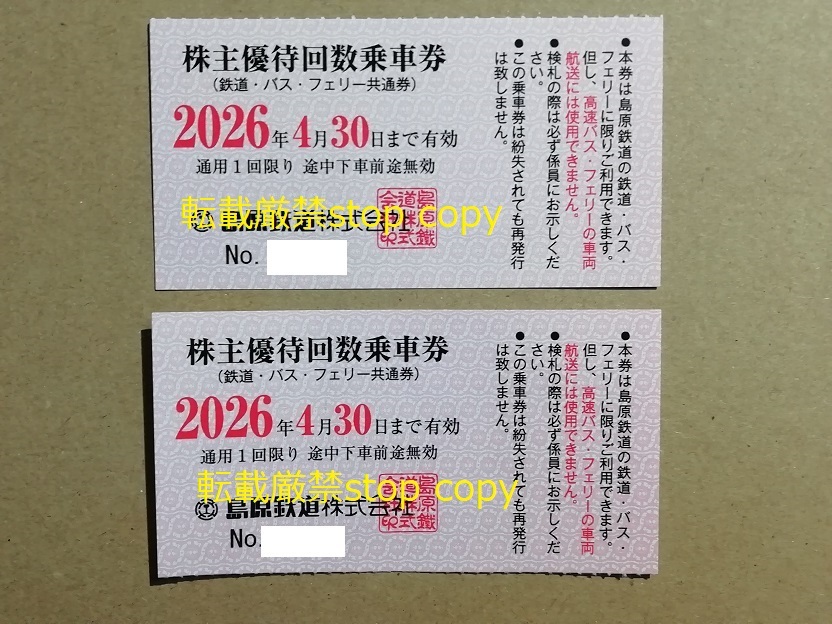 株主優待回数乗車券
（鉄道・バス・フェリー共通券）
2026年4月30日まで有効
通用1回限り 途中下車前途無効
島原鉄道株式会社
転載厳禁stop copy
No.
●本券は島原鉄道の鉄道・バス・
フェリーに限りご利用できます。
但し、高速バス・フェリーの車両
航送には使用できません。
●検札の際は必ず係員にお示しくだ
さい。
●この乗車券は紛失されても再発行
は致しません。
株主優待回数乗車券
（鉄道・バス・フェリー共通券）
2026年4月30日まで有効
通用1回限り 途中下車前途無効
転載厳禁stop copy
島原鉄道株式会社
No.
●本券は島原鉄道の鉄道・バス・
フェリーに限りご利用できます。
但し、高速バス・フェリーの車両
航送には使用できません。
●検札の際は必ず係員にお示しくだ
さい。
●この乗車券は紛失されても再発行
は致しません。